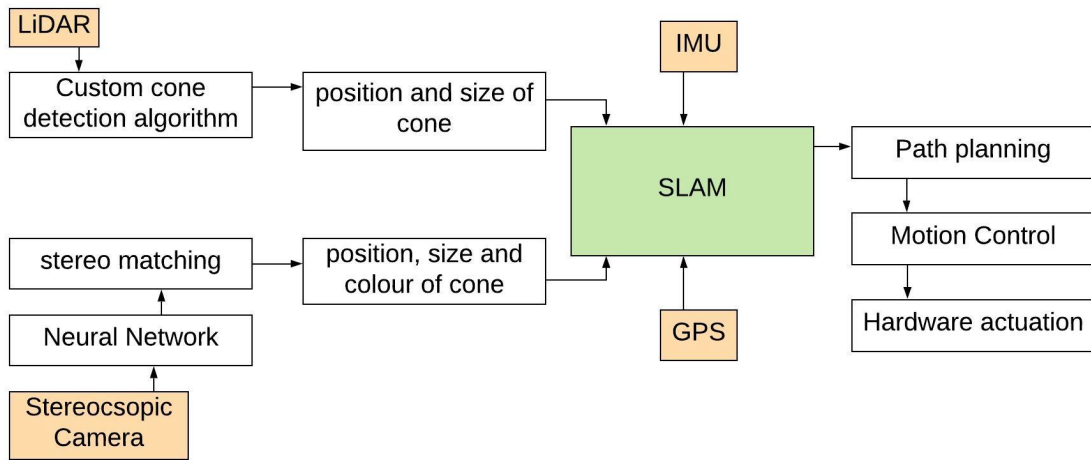 LiDAR
Custom cone
detection algorithm
position and size of
cone
IMU
SLAM
Path planning
Motion Control
Hardware actuation
stereo matching
position, size and
colour of cone
Neural Network
GPS
Stereocsopic
Camera